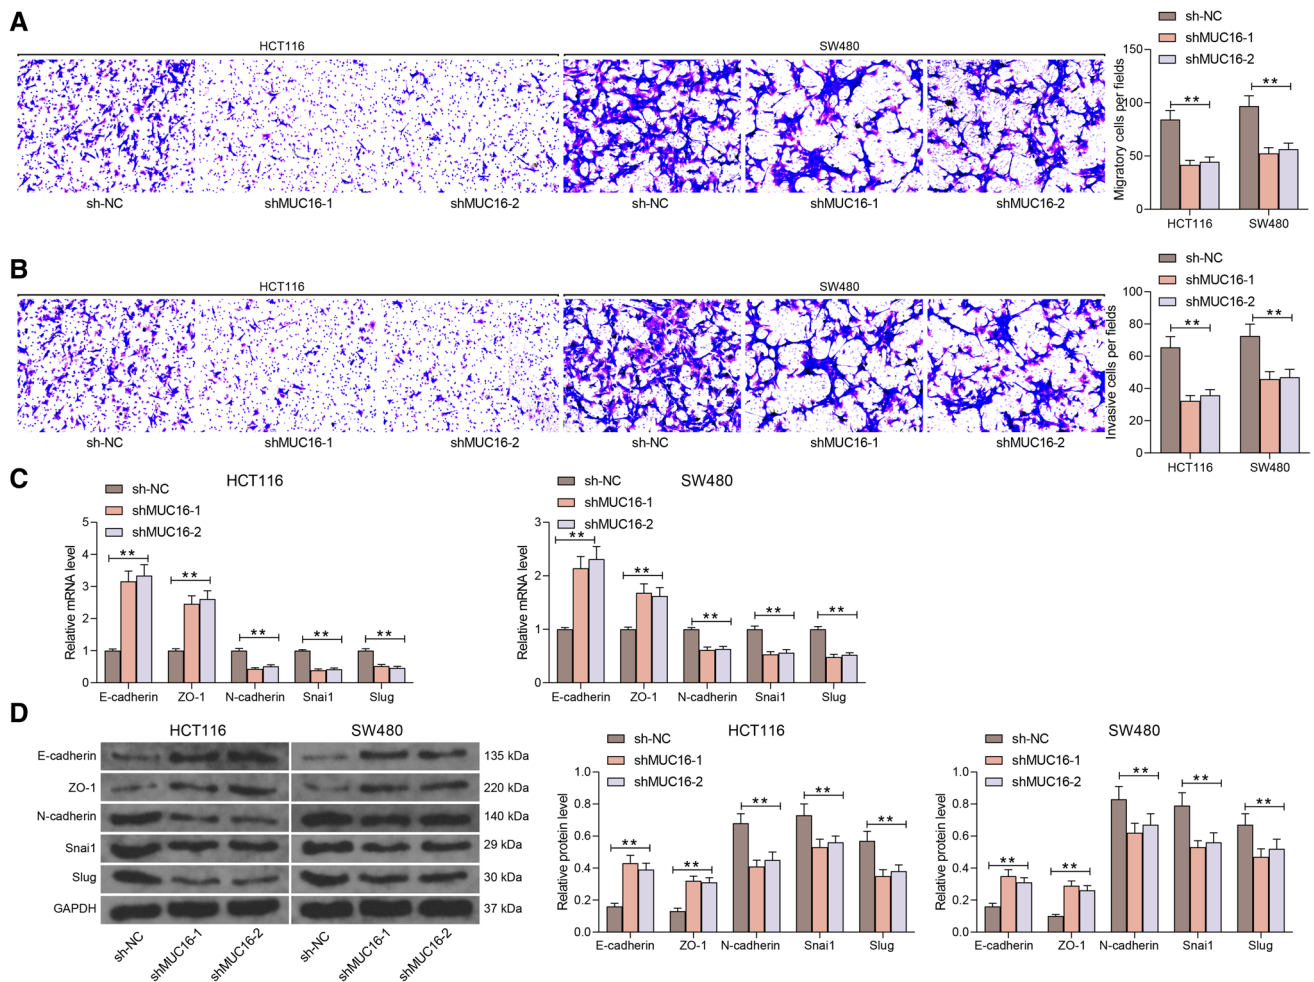 A
HCT116
SW480
sh-NC
shMUC16-1
shMUC16-2
sh-NC
shMUC16-1
shMUC16-2
sh-NC
shMUC16-1
shMUC16-2
Migratory cells per fields
150
100
50
0
**
**
HCT116
SW480
B
HCT116
SW480
sh-NC
shMUC16-1
shMUC16-2
sh-NC
shMUC16-1
shMUC16-2
sh-NC
shMUC16-1
shMUC16-2
Invasive cells per fields
100
80
60
40
20
0
**
**
HCT116
SW480
C
HCT116
sh-NC
shMUC16-1
shMUC16-2
Relative mRNA level
5
4
3
2
1
0
**
**
**
**
**
E-cadherin
ZO-1
N-cadherin
Snai1
Slug
SW480
sh-NC
shMUC16-1
shMUC16-2
Relative mRNA level
3
2
1
0
**
**
**
**
**
E-cadherin
ZO-1
N-cadherin
Snai1
Slug
D
HCT116
SW480
E-cadherin
135 kDa
ZO-1
220 kDa
N-cadherin
140 kDa
Snai1
29 kDa
Slug
30 kDa
GAPDH
37 kDa
sh-NC
shMUC16-1
shMUC16-2
sh-NC
shMUC16-1
shMUC16-2
HCT116
sh-NC
shMUC16-1
shMUC16-2
Relative protein level
1.0
0.8
0.6
0.4
0.2
0.0
**
**
**
**
**
E-cadherin
ZO-1
N-cadherin
Snai1
Slug
SW480
sh-NC
shMUC16-1
shMUC16-2
Relative protein level
1.0
0.8
0.6
0.4
0.2
0.0
**
**
**
**
**
E-cadherin
ZO-1
N-cadherin
Snai1
Slug